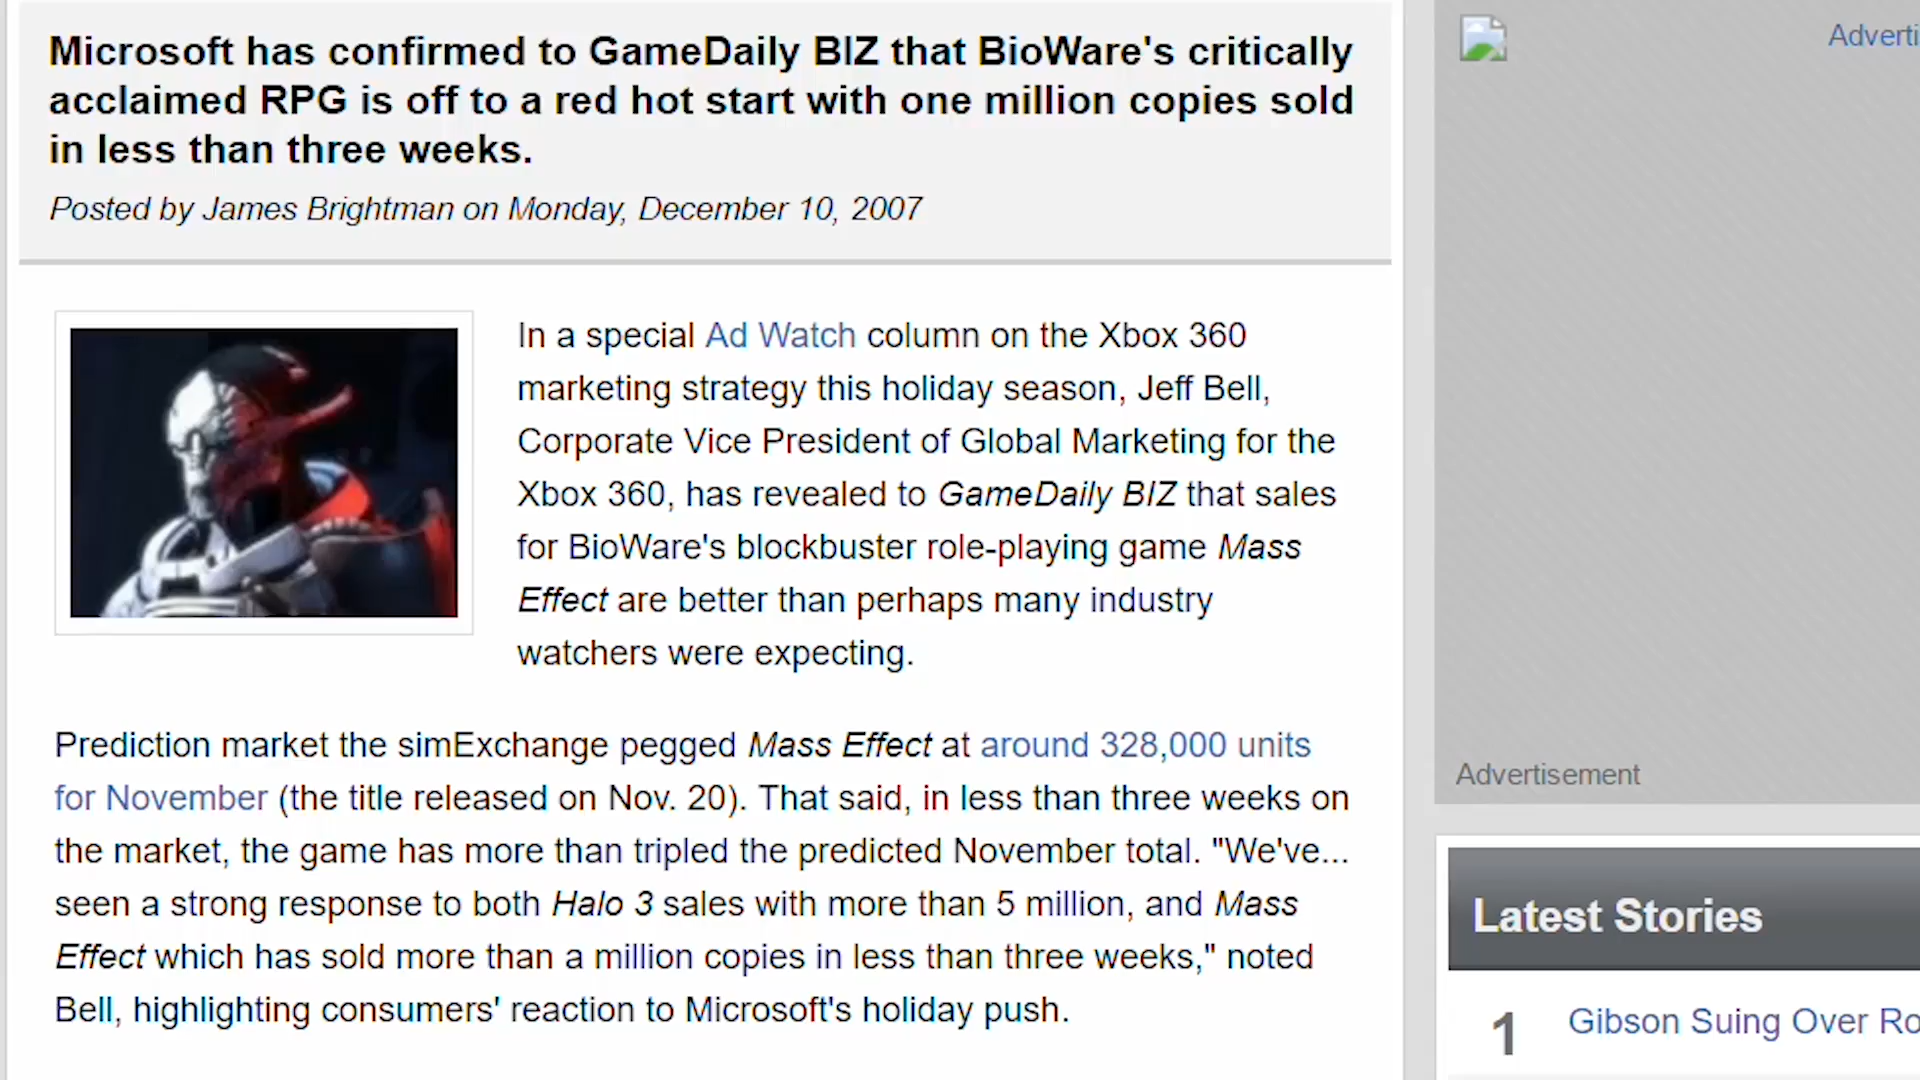 Microsoft has confirmed to GameDaily BIZ that BioWare's critically
acclaimed RPG is off to a red hot start with one million copies sold
in less than three weeks.
Posted by James Brightman on Monday, December 10, 2007
In a special Ad Watch column on the Xbox 360
marketing strategy this holiday season, Jeff Bell,
Corporate Vice President of Global Marketing for the
Xbox 360, has revealed to GameDaily BIZ that sales
for BioWare's blockbuster role-playing game Mass
Effect are better than perhaps many industry
watchers were expecting.
Prediction market the simExchange pegged Mass Effect at around 328,000 units
for November (the title released on Nov. 20). That said, in less than three weeks on
the market, the game has more than tripled the predicted November total. "We've...
seen a strong response to both Halo 3 sales with more than 5 million, and Mass
Effect which has sold more than a million copies in less than three weeks," noted
Bell, highlighting consumers' reaction to Microsoft's holiday push.
Adverti
Advertisement
Latest Stories
1 Gibson Suing Over Ro